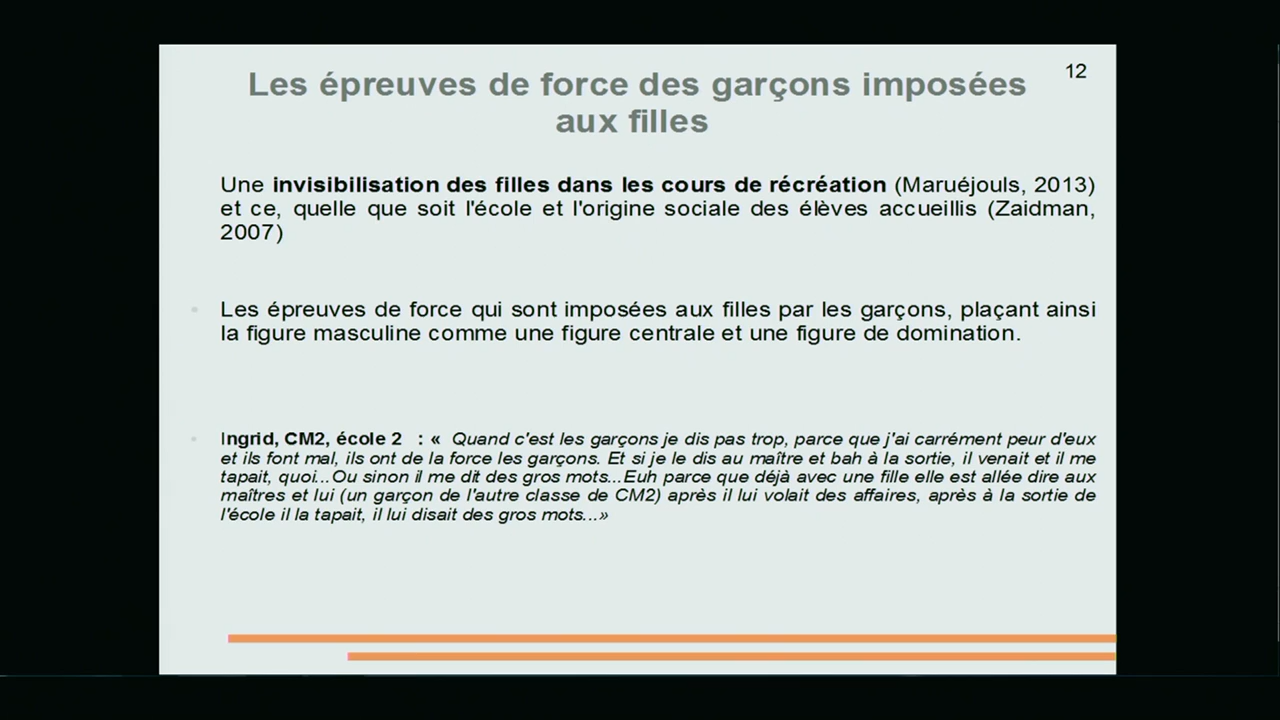 12
Les épreuves de force des garçons imposées
aux filles
Une invisibilisation des filles dans les cours de récréation (Maruéjouls, 2013)
et ce, quelle que soit l'école et l'origine sociale des élèves accueillis (Zaidman,
2007)
Les épreuves de force qui sont imposées aux filles par les garçons, plaçant ainsi
la figure masculine comme une figure centrale et une figure de domination.
Ingrid, CM2, école 2 : « Quand c'est les garçons je dis pas trop, parce que j'ai carrément peur d'eux
et ils font mal, ils ont de la force les garçons. Et si je le dis au maître et bah à la sortie, il venait et il me
tapait, quoi...Ou sinon il me dit des gros mots...Euh parce que déjà avec une fille elle est allée dire aux
maîtres et lui (un garçon de l'autre classe de CM2) après il lui volait des affaires, après à la sortie de
l'école il la tapait, il lui disait des gros mots...»